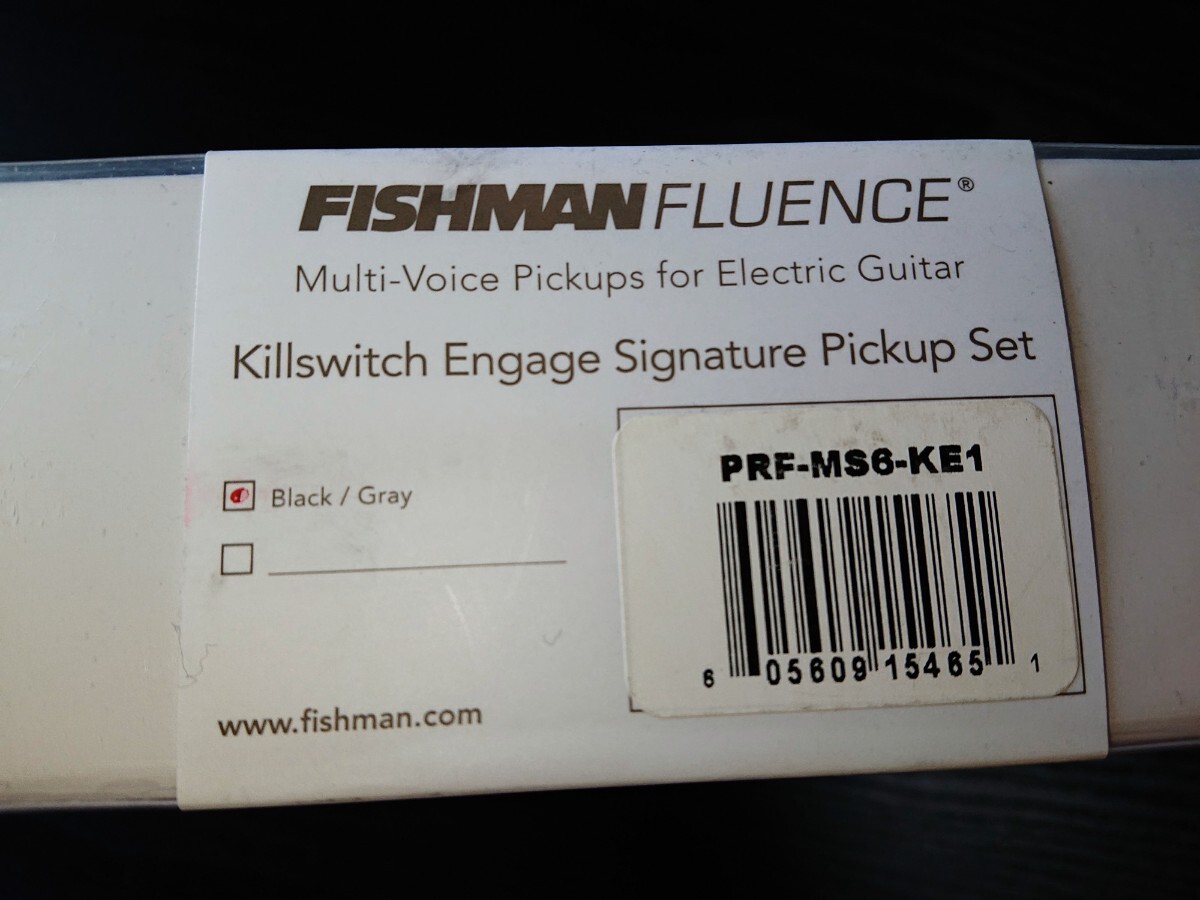 FISHMAN FLUENCE®
Multi-Voice Pickups for Electric Guitar
Killswitch Engage Signature Pickup Set
Black / Gray
PRF-MS6-KE1
6 05609 15465 1
www.fishman.com